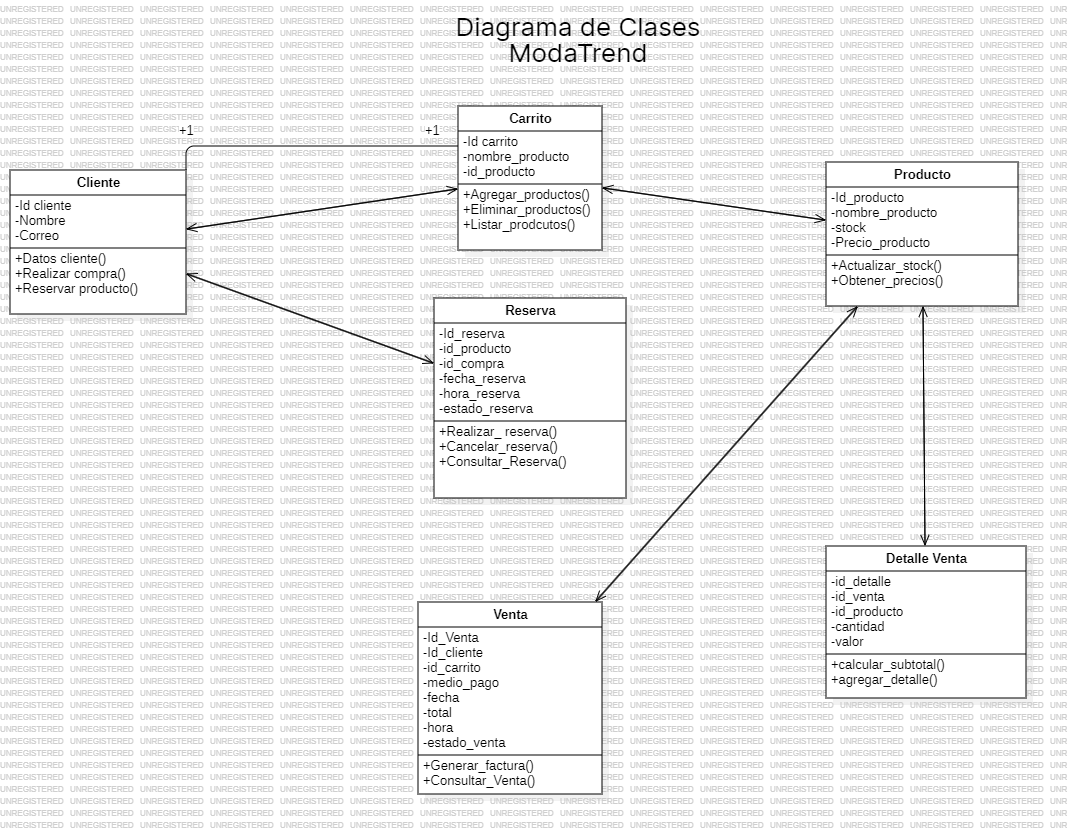 Diagrama de Clases
ModaTrend
+1
+1
Carrito
-Id carrito
-nombre_producto
-id_producto
+Agregar_productos()
+Eliminar_productos()
+Listar_prodcutos()
Cliente
-Id cliente
-Nombre
-Correo
+Datos cliente()
+Realizar compra()
+Reservar producto()
Producto
-Id_producto
-nombre_producto
-stock
-Precio_producto
+Actualizar_stock()
+Obtener_precios()
Reserva
-Id_reserva
-id_producto
-id_compra
-fecha_reserva
-hora_reserva
-estado_reserva
+Realizar_ reserva()
+Cancelar_reserva()
+Consultar_Reserva()
Detalle Venta
-id_detalle
-id_venta
-id_producto
-cantidad
-valor
+calcular_subtotal()
+agregar_detalle()
Venta
-Id_Venta
-Id_cliente
-id_carrito
-medio_pago
-fecha
-total
-hora
-estado_venta
+Generar_factura()
+Consultar_Venta()
UNREGISTERED